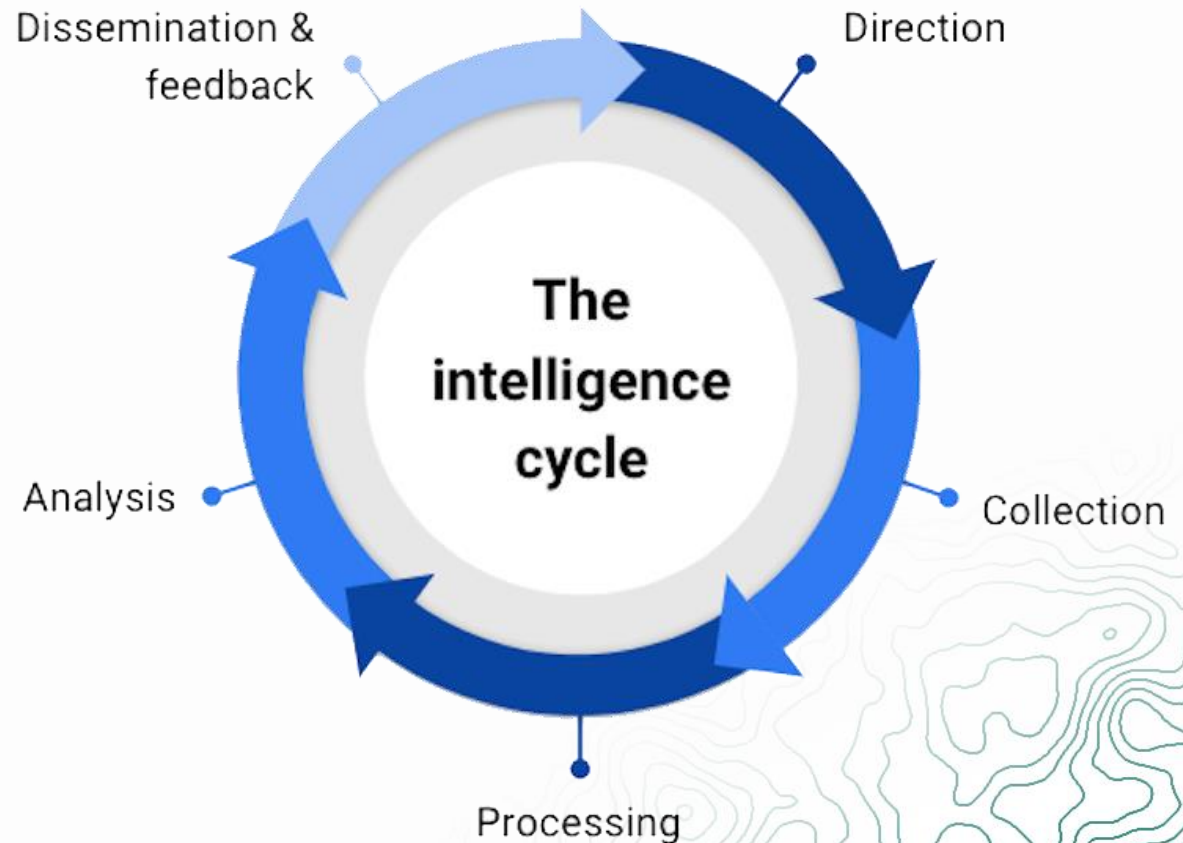 Dissemination &
feedback
Direction
The
intelligence
cycle
Analysis
Collection
Processing